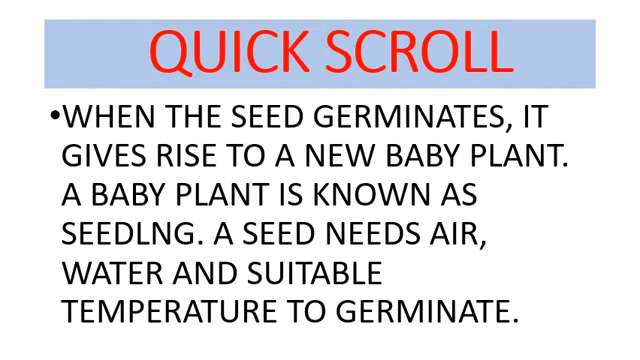 QUICK SCROLL
•WHEN THE SEED GERMINATES, IT
GIVES RISE TO A NEW BABY PLANT.
A BABY PLANT IS KNOWN AS
SEEDLNG. A SEED NEEDS AIR,
WATER AND SUITABLE
TEMPERATURE TO GERMINATE.